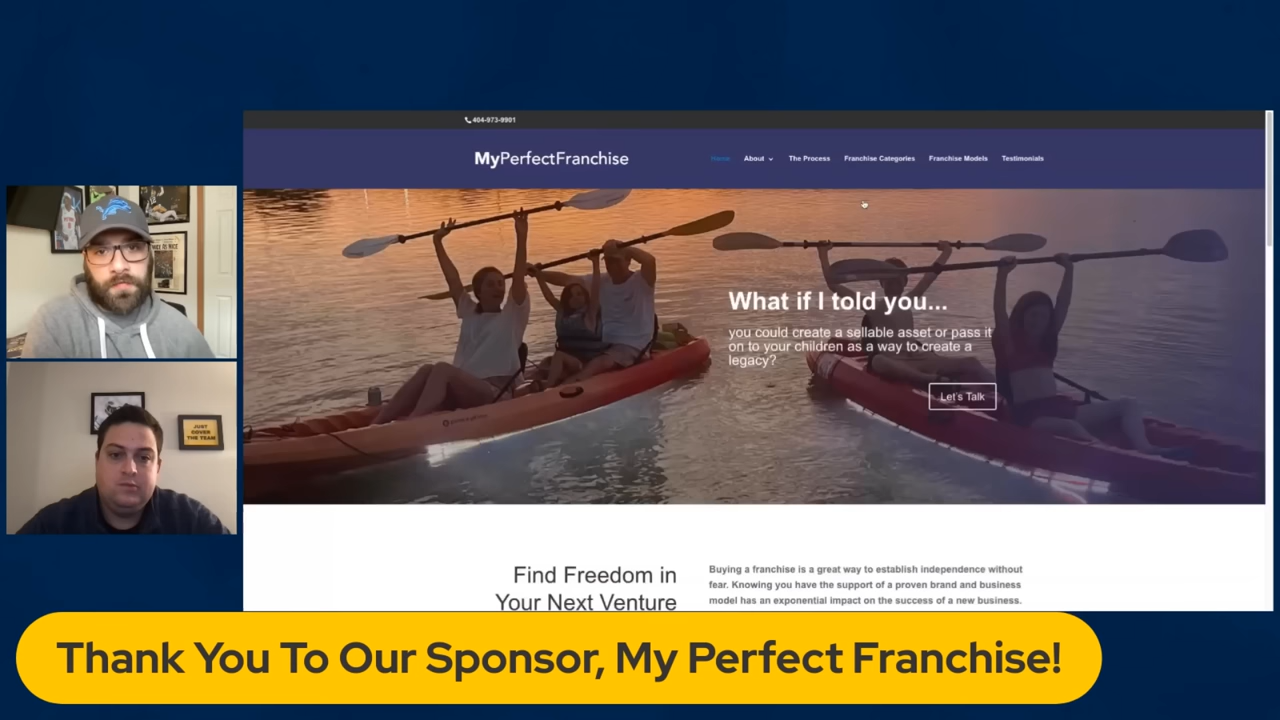 404-973-9901
MyPerfectFranchise
Home About The Process Franchise Categories Franchise Models Testimonials
What if I told you...
you could create a sellable asset or pass it
on to your children as a way to create a
legacy?
Let's Talk
JUST
COVER
THE TEAM
Find Freedom in
Your Next Venture
Buying a franchise is a great way to establish independence without
fear. Knowing you have the support of a proven brand and business
model has an exponential impact on the success of a new business.
Thank You To Our Sponsor, My Perfect Franchise!